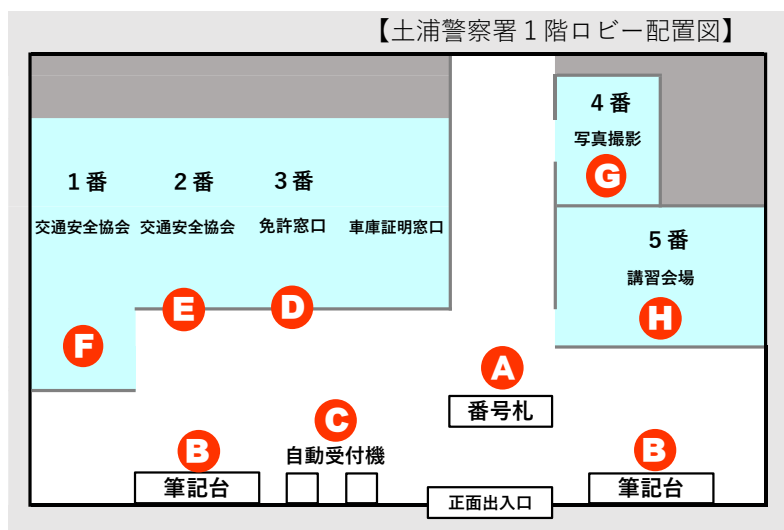 【土浦警察署１階ロビー配置図】
4番
写真撮影
G
1番
2番
3番
交通安全協会
交通安全協会
免許窓口
車庫証明窓口
5番
講習会場
E
D
H
F
A
番号札
C
自動受付機
B
B
筆記台
正面出入口
筆記台